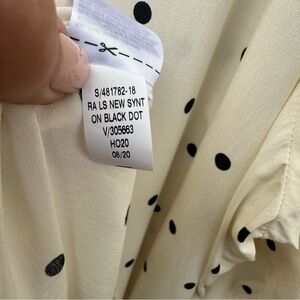 S/481782-18
RA LS NEW SYNT
ON BLACK DOT
V/305663
HO20
08/20